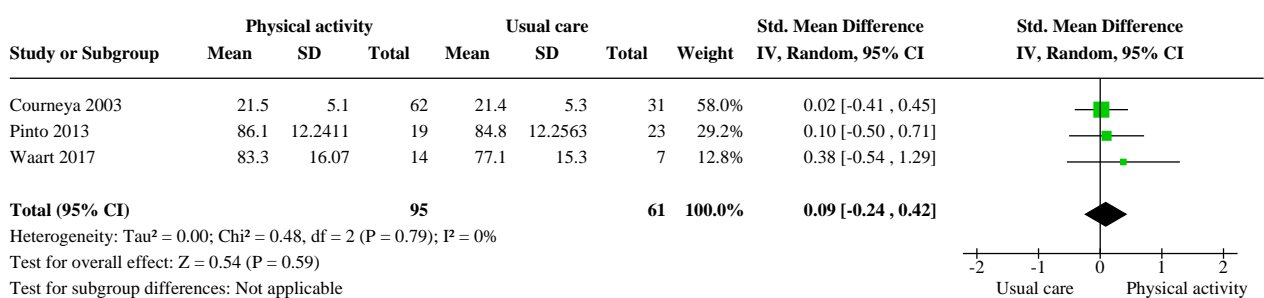 Physical activity Usual care Std. Mean Difference Std. Mean Difference
Study or Subgroup Mean SD Total Mean SD Total Weight IV, Random, 95% CI IV, Random, 95% CI
Courneya 2003 21.5 5.1 62 21.4 5.3 31 58.0% 0.02 [-0.41 , 0.45]
Pinto 2013 86.1 12.2411 19 84.8 12.2563 23 29.2% 0.10 [-0.50 , 0.71]
Waart 2017 83.3 16.07 14 77.1 15.3 7 12.8% 0.38 [-0.54 , 1.29]
Total (95% CI) 95 61 100.0% 0.09 [-0.24 , 0.42]
Heterogeneity: Tau² = 0.00; Chi² = 0.48, df = 2 (P = 0.79); I² = 0%
Test for overall effect: Z = 0.54 (P = 0.59)
-2 -1 0 1 2
Test for subgroup differences: Not applicable Usual care Physical activity